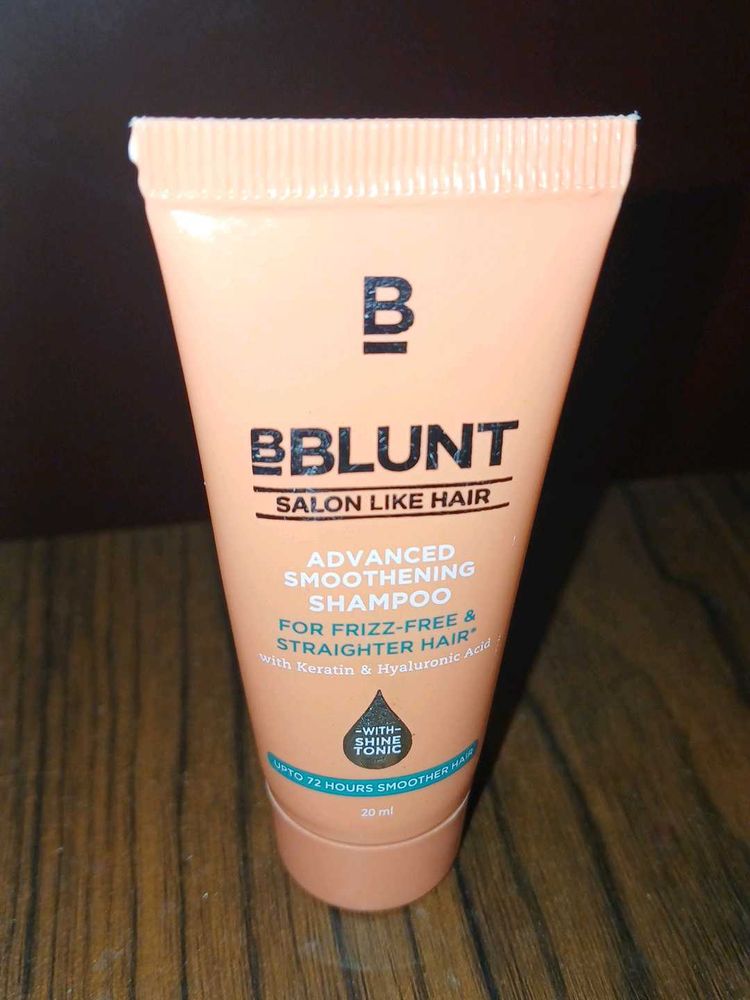 B
BBLUNT
SALON LIKE HAIR
ADVANCED
SMOOTHENING
SHAMPOO
FOR FRIZZ-FREE &
STRAIGHTER HAIR*
with Keratin & Hyaluronic Acid
-WITH-
SHINE
TONIC
UPTO 72 HOURS SMOOTHER HAIR
20 ml